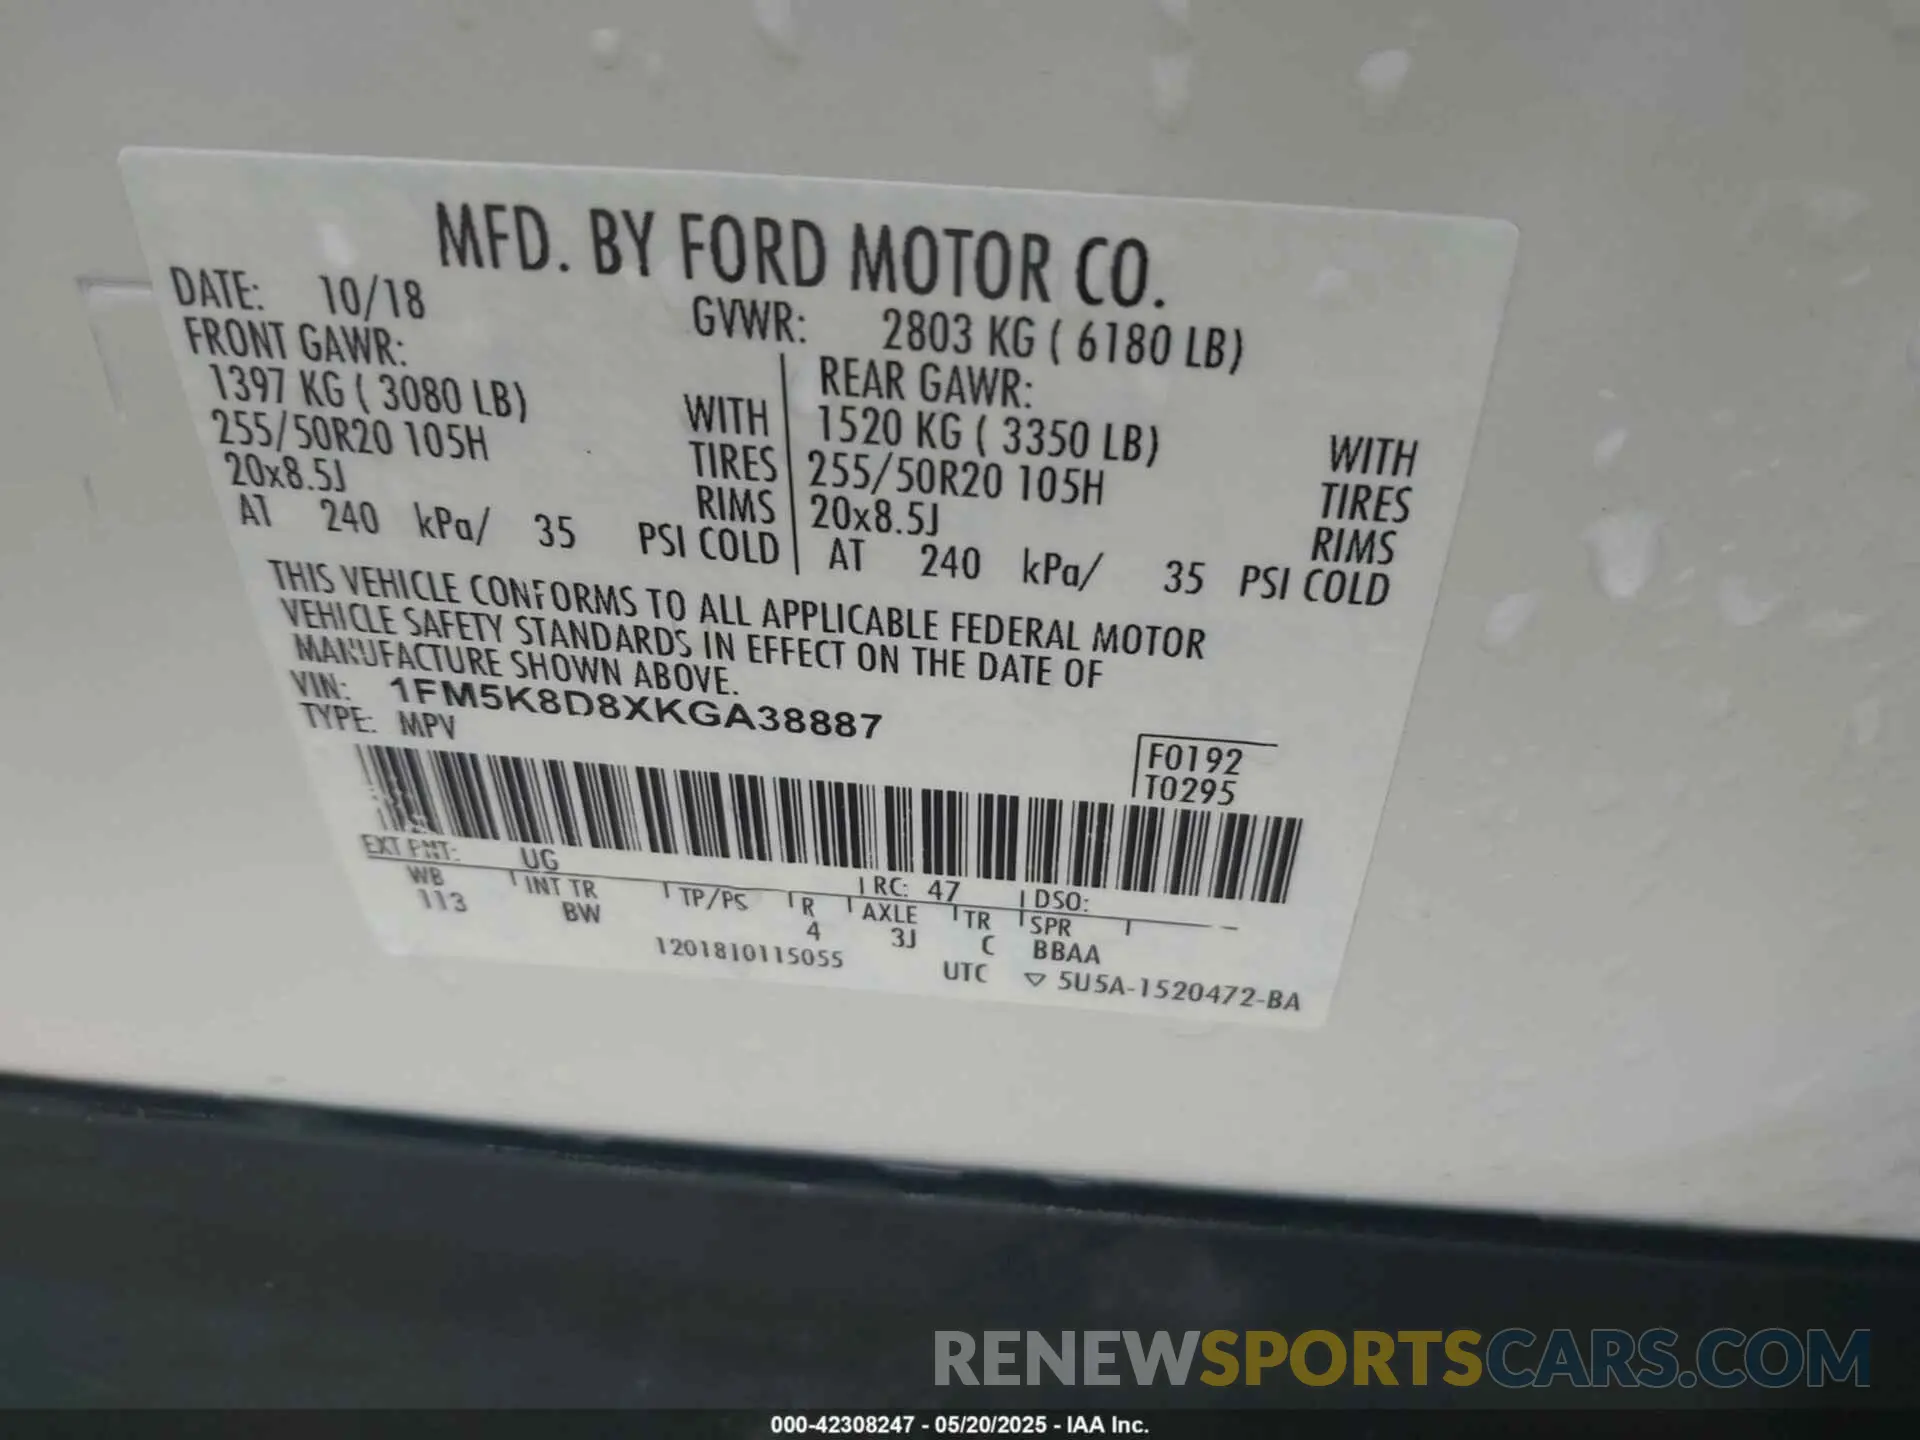 MFD. BY FORD MOTOR CO.
DATE: 10/18 GVWR: 2803 KG ( 6180 LB)
FRONT GAWR: REAR GAWR:
1397 KG ( 3080 LB) WITH 1520 KG ( 3350 LB) WITH
255/50R20 105H TIRES 255/50R20 105H TIRES
20x8.5J RIMS 20x8.5J RIMS
AT 240 kPa/ 35 PSI COLD AT 240 kPa/ 35 PSI COLD
THIS VEHICLE CONFORMS TO ALL APPLICABLE FEDERAL MOTOR
VEHICLE SAFETY STANDARDS IN EFFECT ON THE DATE OF
MANUFACTURE SHOWN ABOVE.
VIN: 1FM5K8D8XKGA38887
TYPE: MPV
F0192
T0295
EXT PNT: UG RC: 47 DSO:
WB INT TR TP/PS R AXLE TR SPR
113 BW 4 3J C BBAA
1201810115055 UTC ▽ 5U5A-1520472-BA
RENEWSPORTSCARS.COM
000-42308247 - 05/20/2025 - IAA Inc.